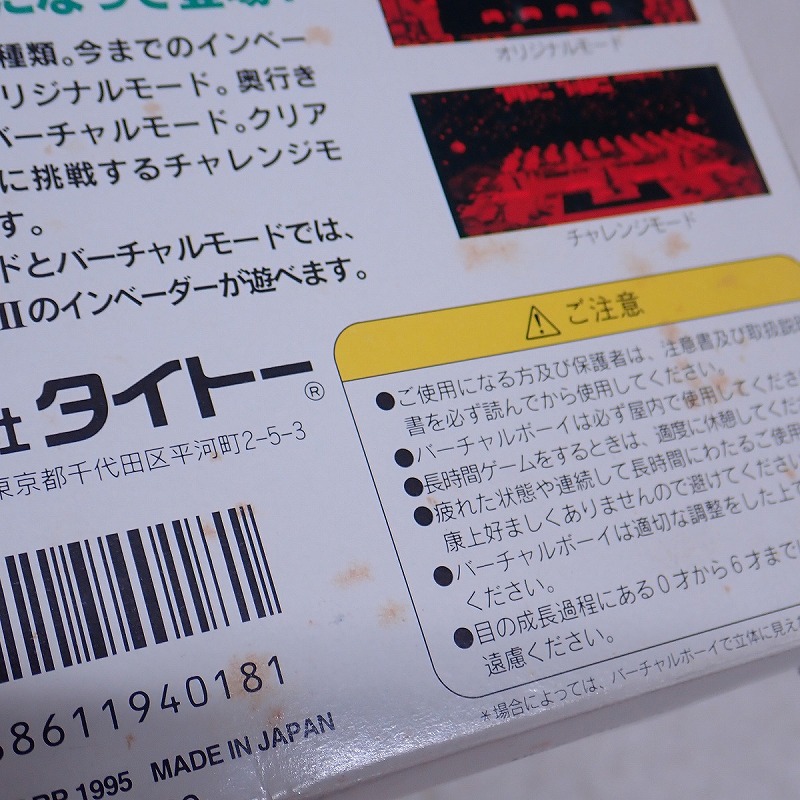 になって登場!
種類。今までのインベー
リジナルモード。奥行き
バーチャルモード。クリア
に挑戦するチャレンジモ
す。
ドとバーチャルモードでは、
IIのインベーダーが遊べます。
オリジナルモード
チャレンジモード
社タイトー®
東京都千代田区平河町2-5-3
8611940181
1995 MADE IN JAPAN
⚠ご注意
●ご使用になる方及び保護者は、注意書及び取扱説
書を必ず読んでから使用してください。
●バーチャルボーイは必ず屋内で使用してくださ
●長時間ゲームをするときは、適度に休憩してくだ
●疲れた状態や連続して長時間にわたるご使用
康上好ましくありませんので避けてください
●バーチャルボーイは適切な調整をした上
ください。
●目の成長過程にある0才から6才まで
遠慮ください。
*場合によっては、バーチャルボーイで立体に見え